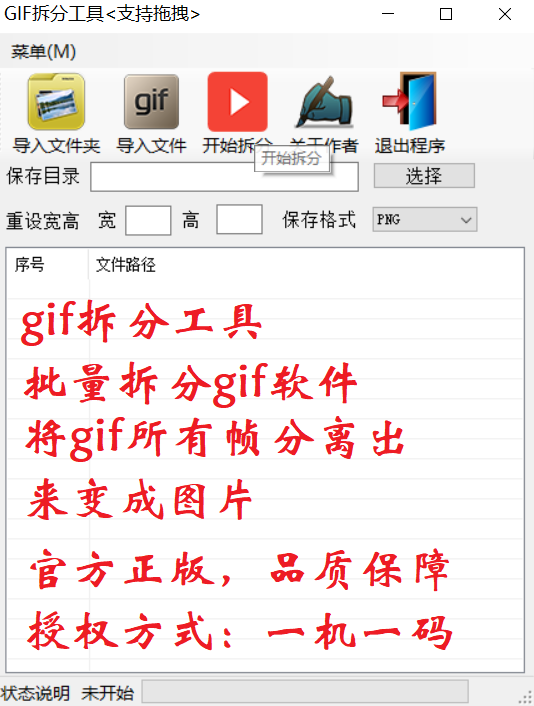 GIF拆分工具<支持拖拽>
菜单(M)
gif
导入文件夹 导入文件 开始拆分 关于作者 退出程序
开始拆分
保存目录 选择
重设宽高 宽 高 保存格式 PNG
序号 文件路径
gif拆分工具
批量拆分gif软件
将gif所有帧分离出
来变成图片
官方正版，品质保障
授权方式：一机一码
状态说明 未开始